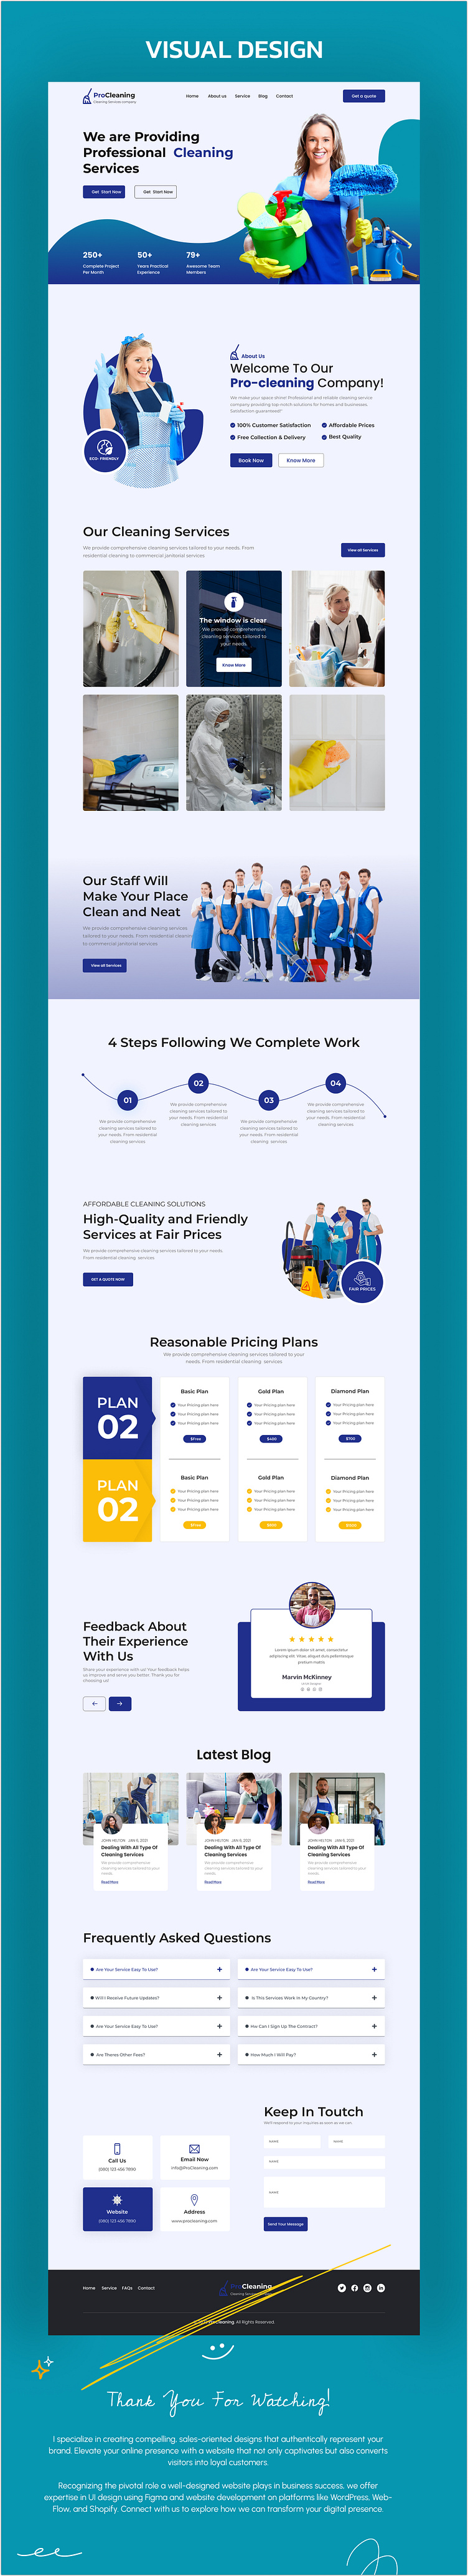 VISUAL DESIGN
ProCleaning
Cleaning Services company
Home About us Service Blog Contact
Get a quote
We are Providing
Professional Cleaning
Services
Get Start Now
Get Start Now
250+
Complete Project
Per Month
50+
Years Practical
Experience
79+
Awesome Team
Members
About Us
Welcome To Our
Pro-cleaning Company!
We make your space shine! Professional and reliable cleaning service
company providing top-notch solutions for homes and businesses.
Satisfaction guaranteed!"
100% Customer Satisfaction
Affordable Prices
Free Collection & Delivery
Best Quality
ECO- FRIENDLY
Book Now
Know More
Our Cleaning Services
We provide comprehensive cleaning services tailored to your needs. From
residential cleaning to commercial janitorial services
View all Services
The window is clear
We provide comprehensive
cleaning services tailored to
your needs.
Know More
Our Staff Will
Make Your Place
Clean and Neat
We provide comprehensive cleaning services
tailored to your needs. From residential cleaning
to commercial janitorial services
View all Services
4 Steps Following We Complete Work
01
02
03
04
We provide comprehensive
cleaning services tailored to
your needs. From residential
cleaning services
We provide comprehensive
cleaning services tailored to
your needs. From residential
cleaning services
We provide comprehensive
cleaning services tailored to
your needs. From residential
cleaning services
We provide comprehensive
cleaning services tailored to
your needs. From residential
cleaning services
AFFORDABLE CLEANING SOLUTIONS
High-Quality and Friendly
Services at Fair Prices
We provide comprehensive cleaning services tailored to your needs.
From residential cleaning services
GET A QUOTE NOW
FAIR PRICES
Reasonable Pricing Plans
We provide comprehensive cleaning services tailored to your
needs. From residential cleaning services
PLAN
02
Basic Plan
Your Pricing plan here
Your Pricing plan here
Your Pricing plan here
$Free
Gold Plan
Your Pricing plan here
Your Pricing plan here
Your Pricing plan here
$400
Diamond Plan
Your Pricing plan here
Your Pricing plan here
Your Pricing plan here
$700
PLAN
02
Basic Plan
Your Pricing plan here
Your Pricing plan here
Your Pricing plan here
Gold Plan
Your Pricing plan here
Your Pricing plan here
Your Pricing plan here
Diamond Plan
Your Pricing plan here
Your Pricing plan here
Your Pricing plan here
Feedback About
Their Experience
With Us
Share your experience with us! Your feedback helps
us improve and serve you better. Thank you for
choosing us!
Lorem ipsum dolor sit amet, consectetur
adipiscing elit. Vitae, aliquet duis pellentesque
pretium mattis
Marvin McKinney
Latest Blog
JOHN HELTON JAN 6, 2021
Dealing With All Type Of
Cleaning Services
We provide comprehensive
cleaning services tailored to your
needs.
Read More
JOHN HELTON JAN 6, 2021
Dealing With All Type Of
Cleaning Services
We provide comprehensive
cleaning services tailored to your
needs.
Read More
JOHN HELTON JAN 6, 2021
Dealing With All Type Of
Cleaning Services
We provide comprehensive
cleaning services tailored to your
needs.
Read More
Frequently Asked Questions
Are Your Service Easy To Use?
Are Your Service Easy To Use?
Will I Receive Future Updates?
Is This Services Work In My Country?
Are Your Service Easy To Use?
Hw Can I Sign Up The Contract?
Are Theres Other Fees?
How Much I Will Pay?
Keep In Toutch
We'll respond to your inquiries as soon as we can
NAME
NAME
NAME
NAME
Send Your Message
Call Us
(080) 123 456 7890
Email Now
info@ProCleaning.com
Website
(080) 123 456 7890
Address
www.procleaning.com
Home Service FAQs Contact
ProCleaning
All Rights Reserved.
Thank You For Watching!
I specialize in creating compelling, sales-oriented designs that authentically represent your
brand. Elevate your online presence with a website that not only captivates but also converts
visitors into loyal customers.
Recognizing the pivotal role a well-designed website plays in business success, we offer
expertise in UI design using Figma and website development on platforms like WordPress, Web-
Flow, and Shopify. Connect with us to explore how we can transform your digital presence.